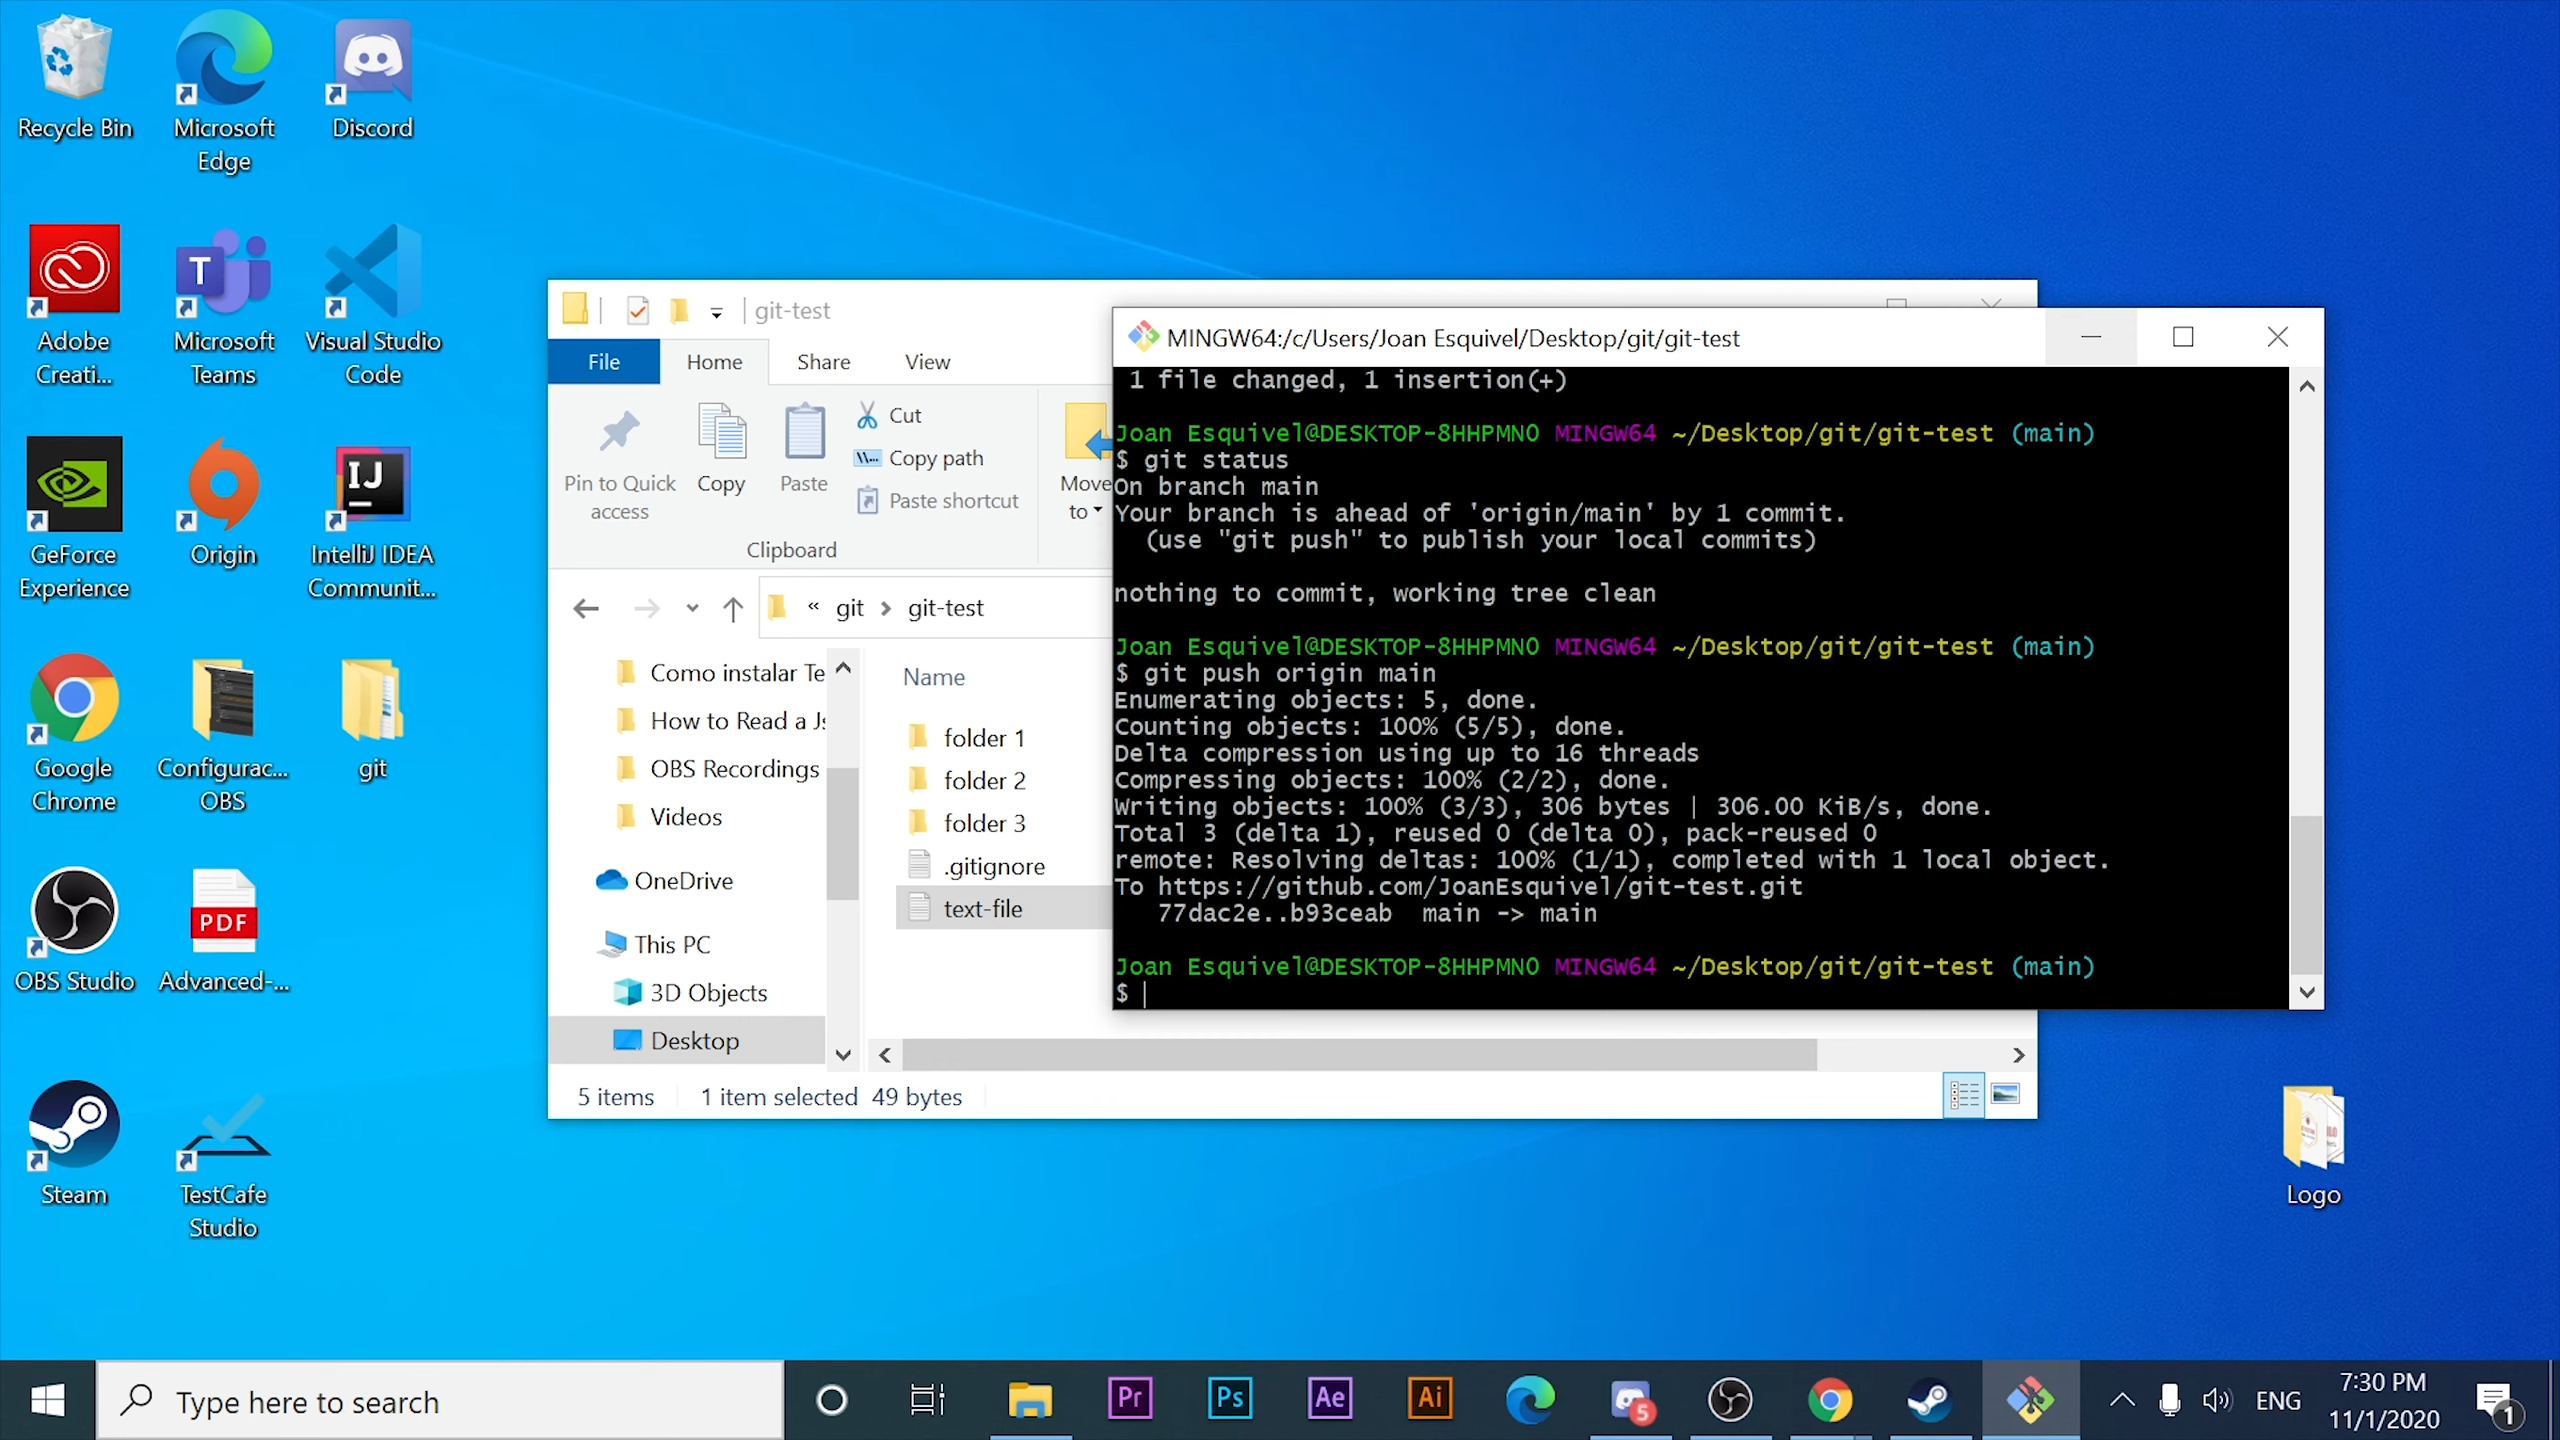 Recycle Bin
Microsoft
Edge
Discord
Adobe
Creati...
Microsoft
Teams
Visual Studio
Code
GeForce
Experience
Origin
IJ
IntelliJ IDEA
Communit...
Google
Chrome
Configurac...
OBS
git
OBS Studio
PDF
Advanced-...
Steam
TestCafe
Studio
Logo
git-test
File
Home
Share
View
Pin to Quick
access
Copy
Paste
Cut
Copy path
Paste shortcut
Clipboard
Move
to
« git > git-test
Como instalar Te
How to Read a Js
OBS Recordings
Videos
OneDrive
This PC
3D Objects
Desktop
Name
folder 1
folder 2
folder 3
.gitignore
text-file
5 items
1 item selected 49 bytes
MINGW64:/c/Users/Joan Esquivel/Desktop/git/git-test
1 file changed, 1 insertion(+)
Joan Esquivel@DESKTOP-8HHPMNO MINGW64 ~/Desktop/git/git-test (main)
$ git status
On branch main
Your branch is ahead of 'origin/main' by 1 commit.
(use "git push" to publish your local commits)
nothing to commit, working tree clean
Joan Esquivel@DESKTOP-8HHPMNO MINGW64 ~/Desktop/git/git-test (main)
$ git push origin main
Enumerating objects: 5, done.
Counting objects: 100% (5/5), done.
Delta compression using up to 16 threads
Compressing objects: 100% (2/2), done.
Writing objects: 100% (3/3), 306 bytes | 306.00 KiB/s, done.
Total 3 (delta 1), reused 0 (delta 0), pack-reused 0
remote: Resolving deltas: 100% (1/1), completed with 1 local object.
To https://github.com/JoanEsquivel/git-test.git
77dac2e..b93ceab  main -> main
Joan Esquivel@DESKTOP-8HHPMNO MINGW64 ~/Desktop/git/git-test (main)
$
Type here to search
Pr
Ps
Ae
Ai
5
ENG
7:30 PM
11/1/2020
1